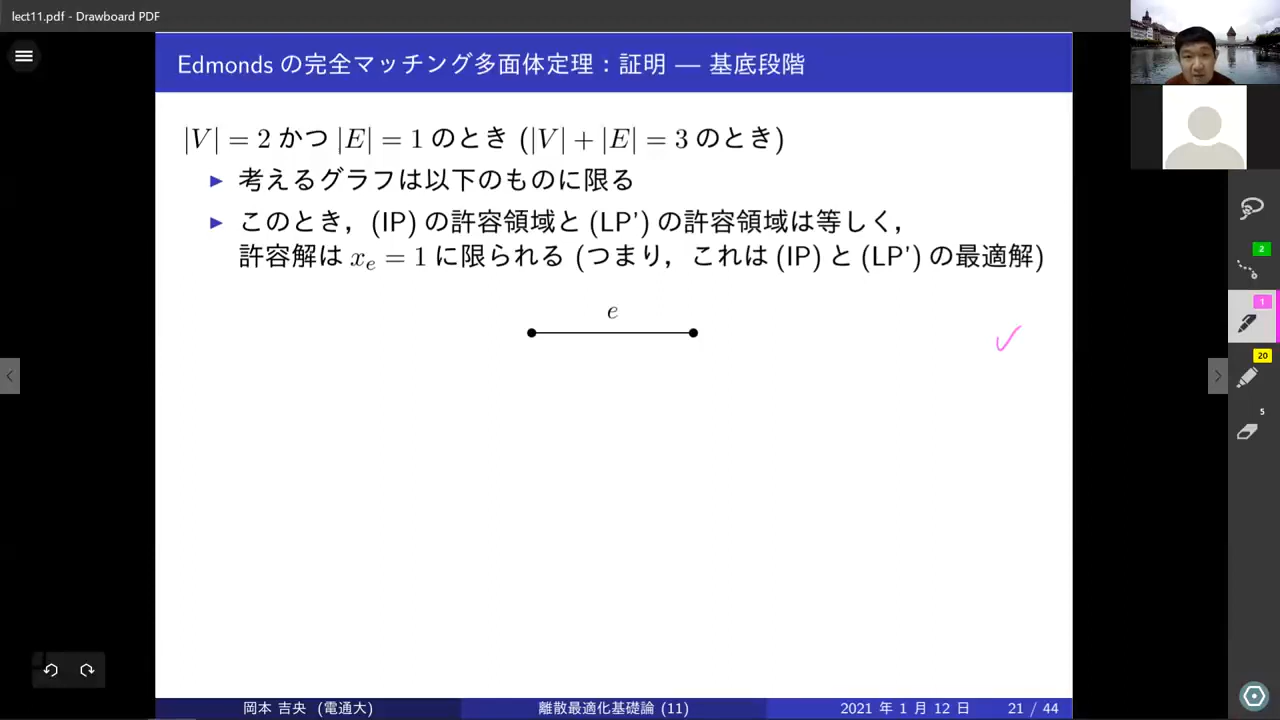 lect11.pdf - Drawboard PDF
Edmonds の完全マッチング多面体定理：証明 — 基底段階
|V| = 2 かつ |E| = 1 のとき (|V| + |E| = 3 のとき)
▶ 考えるグラフは以下のものに限る
▶ このとき，(IP) の許容領域と (LP') の許容領域は等しく，
許容解は xₑ = 1 に限られる (つまり，これは (IP) と (LP') の最適解)
e
2
1
20
5
岡本 吉央 (電通大)
離散最適化基礎論 (11)
2021 年 1 月 12 日
21 / 44